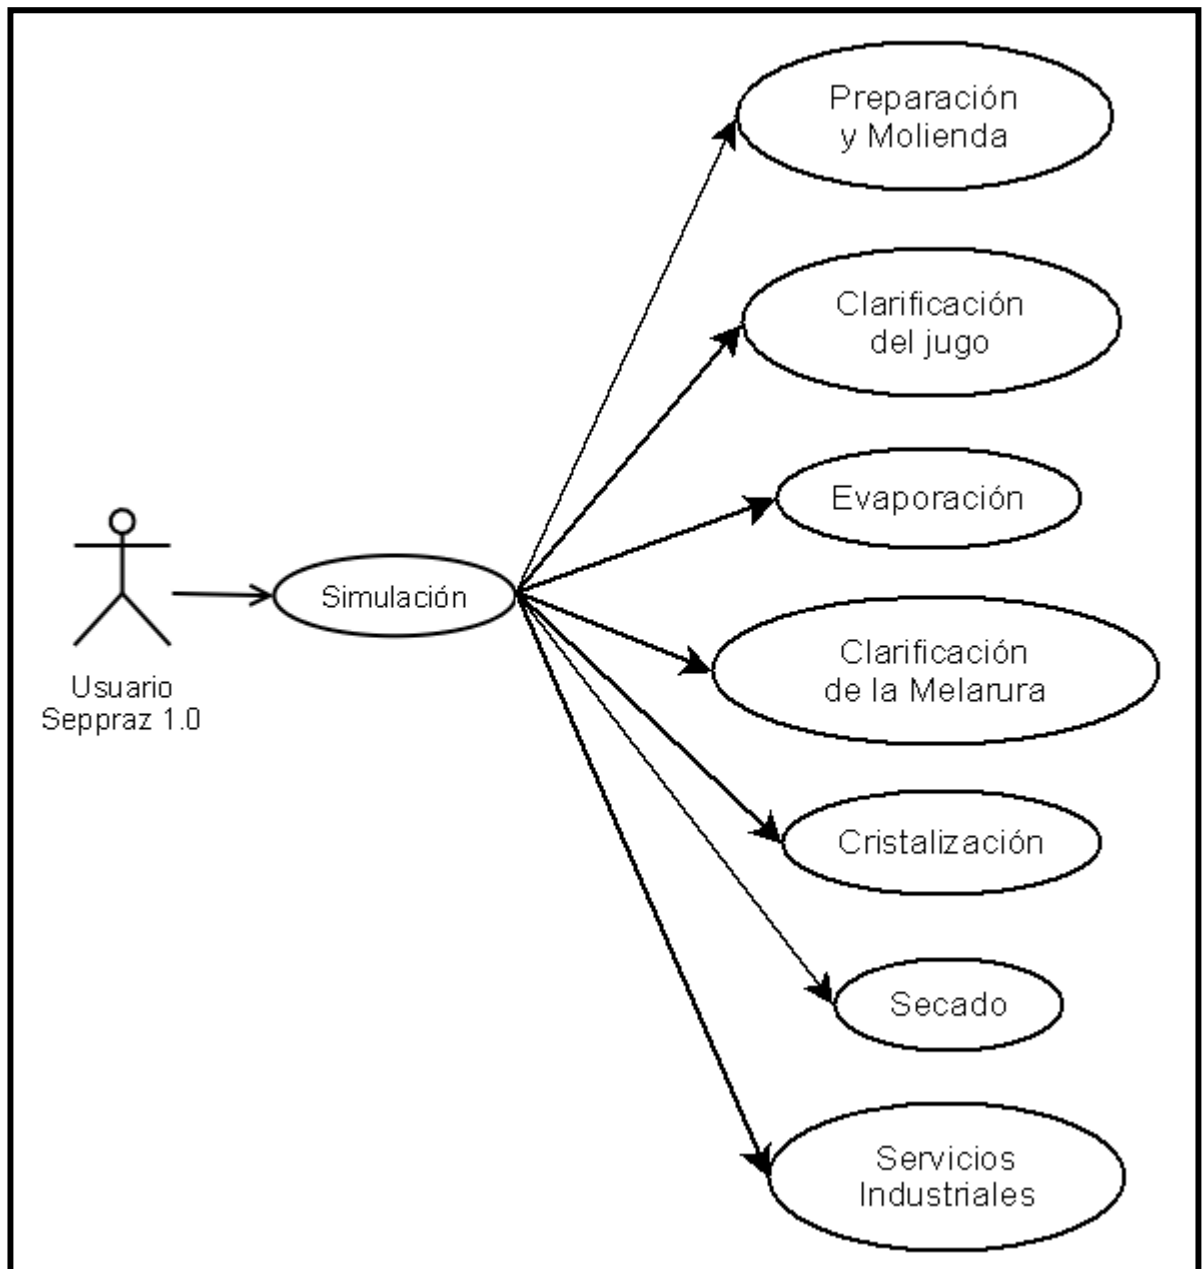 Preparación
y Molienda
Clarificación
del jugo
Evaporación
Simulación
Clarificación
de la Melarura
Usuario
Seppraz 1.0
Cristalización
Secado
Servicios
Industriales